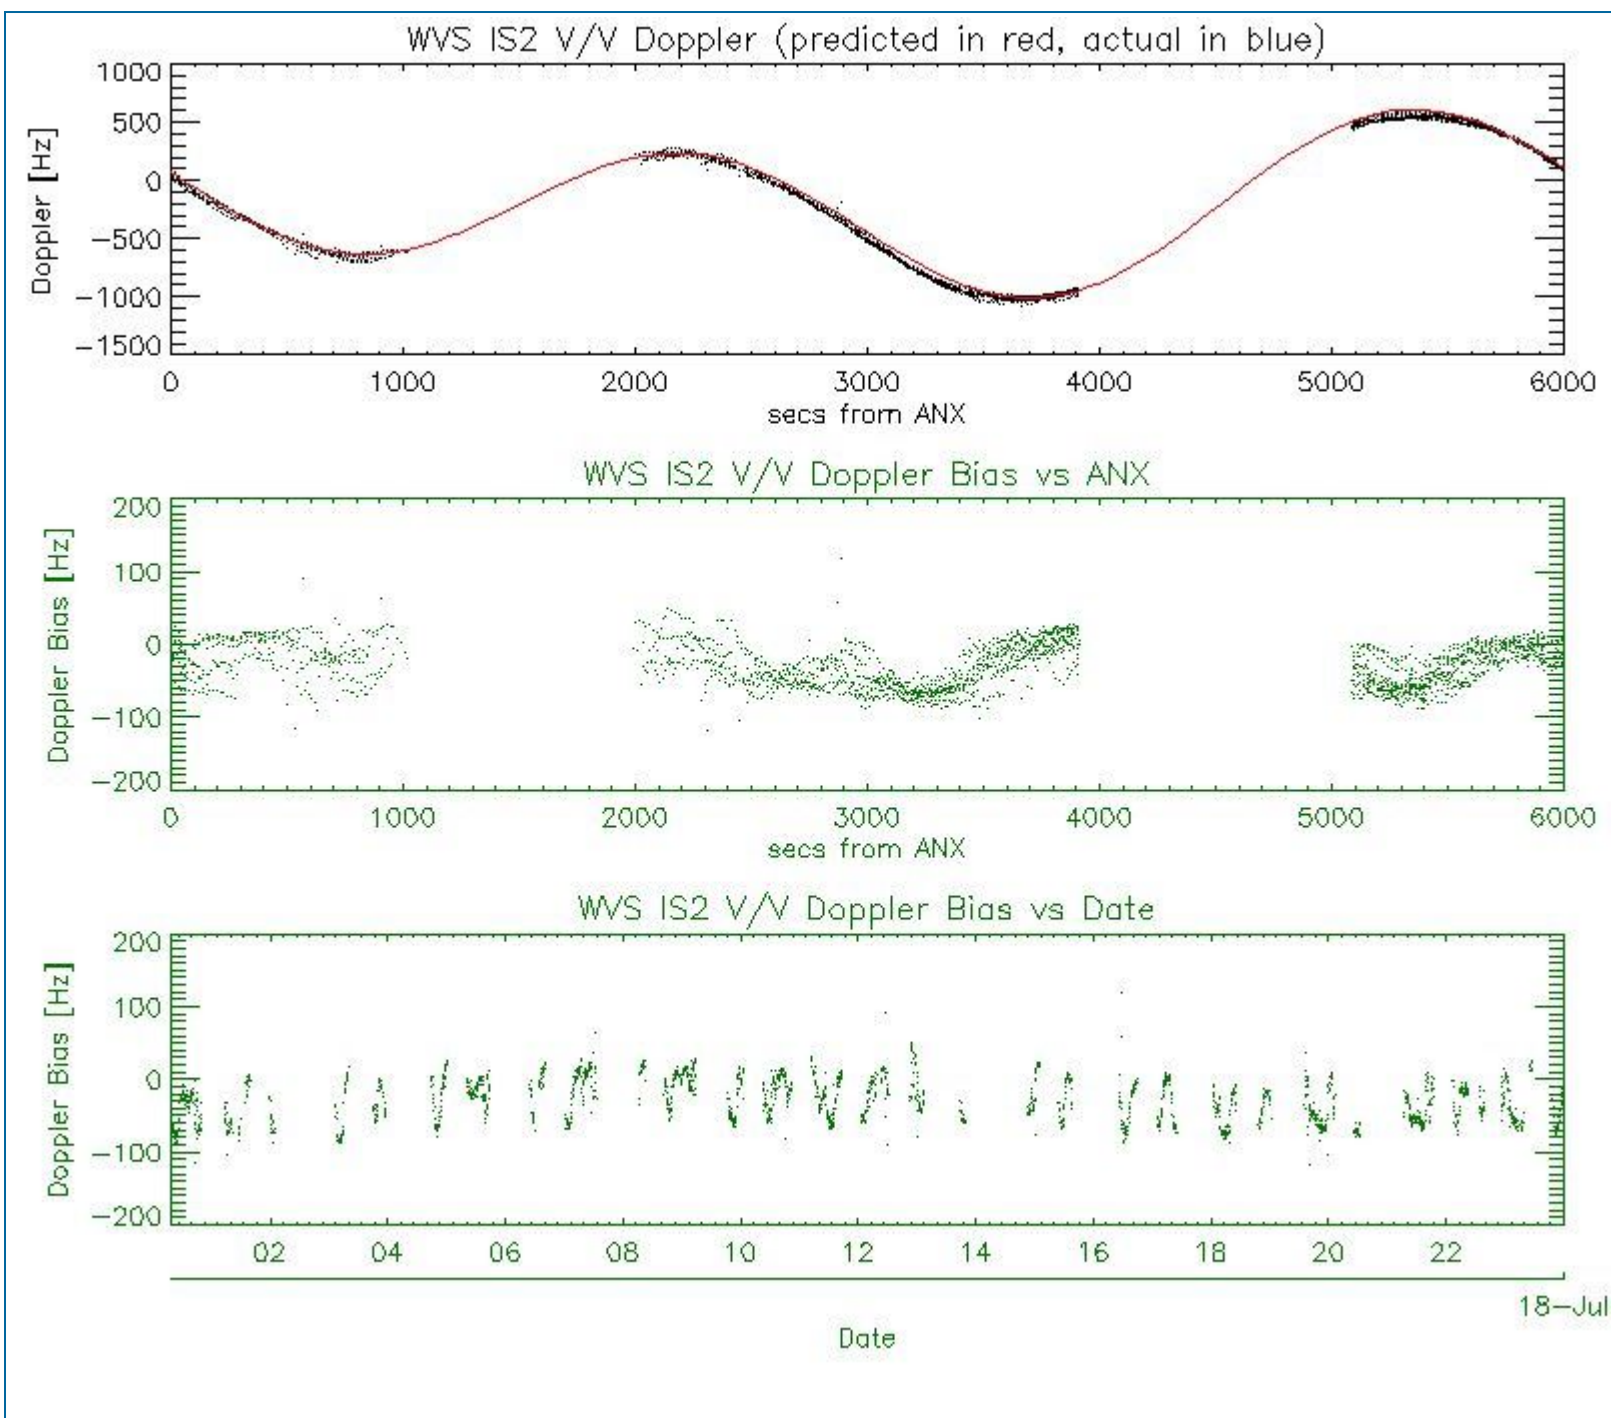 WVS IS2 V/V Doppler (predicted in red, actual in blue)
Doppler [Hz]
1000
500
0
−500
−1000
−1500
0 1000 2000 3000 4000 5000 6000
secs from ANX
WVS IS2 V/V Doppler Bias vs ANX
Doppler Bias [Hz]
200
100
0
−100
−200
0 1000 2000 3000 4000 5000 6000
secs from ANX
WVS IS2 V/V Doppler Bias vs Date
Doppler Bias [Hz]
200
100
0
−100
−200
02 04 06 08 10 12 14 16 18 20 22
18−Jul
Date